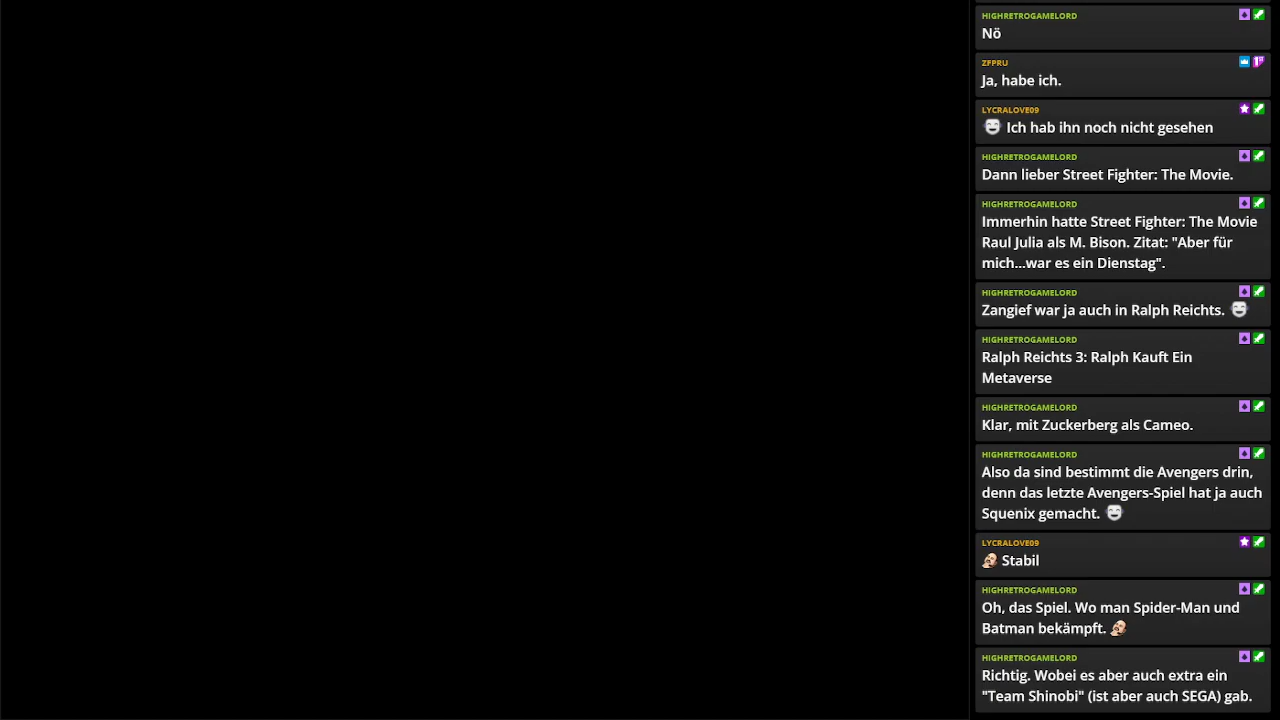 HIGHRETROGAMELORD
Nö
ZFPRU
Ja, habe ich.
LYCRALOVE09
Ich hab ihn noch nicht gesehen
HIGHRETROGAMELORD
Dann lieber Street Fighter: The Movie.
HIGHRETROGAMELORD
Immerhin hatte Street Fighter: The Movie
Raul Julia als M. Bison. Zitat: "Aber für
mich...war es ein Dienstag".
HIGHRETROGAMELORD
Zangief war ja auch in Ralph Reichts.
HIGHRETROGAMELORD
Ralph Reichts 3: Ralph Kauft Ein
Metaverse
HIGHRETROGAMELORD
Klar, mit Zuckerberg als Cameo.
HIGHRETROGAMELORD
Also da sind bestimmt die Avengers drin,
denn das letzte Avengers-Spiel hat ja auch
Squenix gemacht.
LYCRALOVE09
Stabil
HIGHRETROGAMELORD
Oh, das Spiel. Wo man Spider-Man und
Batman bekämpft.
HIGHRETROGAMELORD
Richtig. Wobei es aber auch extra ein
"Team Shinobi" (ist aber auch SEGA) gab.